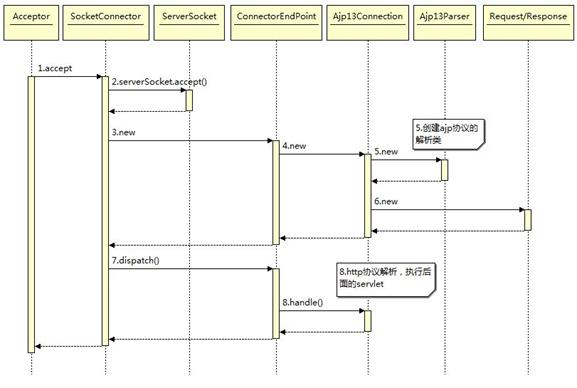 Acceptor
SocketConnector
ServerSocket
ConnectorEndPoint
Ajp13Connection
Ajp13Parser
Request/Response
1.accept
2.serverSocket.accept()
3.new
4.new
5.创建ajp协议的
解析类
5.new
6.new
7.dispatch()
8.http协议解析，执行后
面的servlet
8.handle()